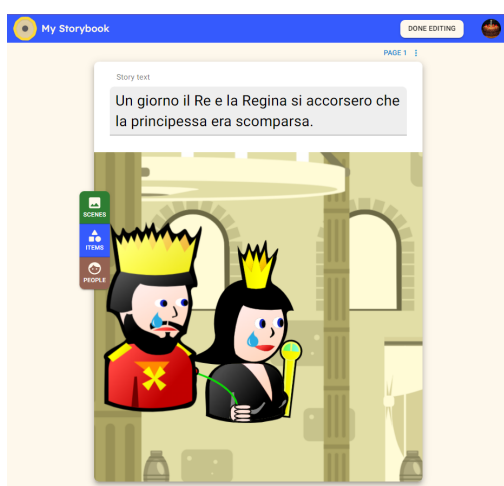 My Storybook
DONE EDITING
PAGE 1
Story text
Un giorno il Re e la Regina si accorsero che
la principessa era scomparsa.
SCENES
ITEMS
PEOPLE